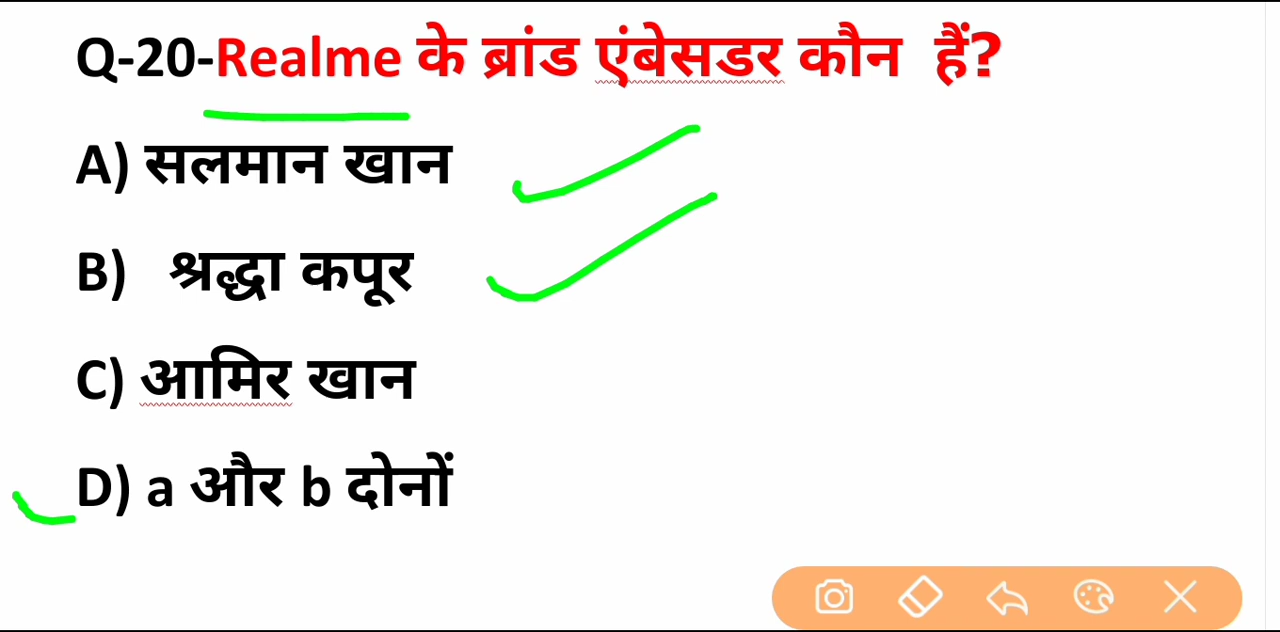 Q-20-Realme के ब्रांड एंबेसडर कौन हैं?
A) सलमान खान
B) श्रद्धा कपूर
C) आमिर खान
D) a और b दोनों